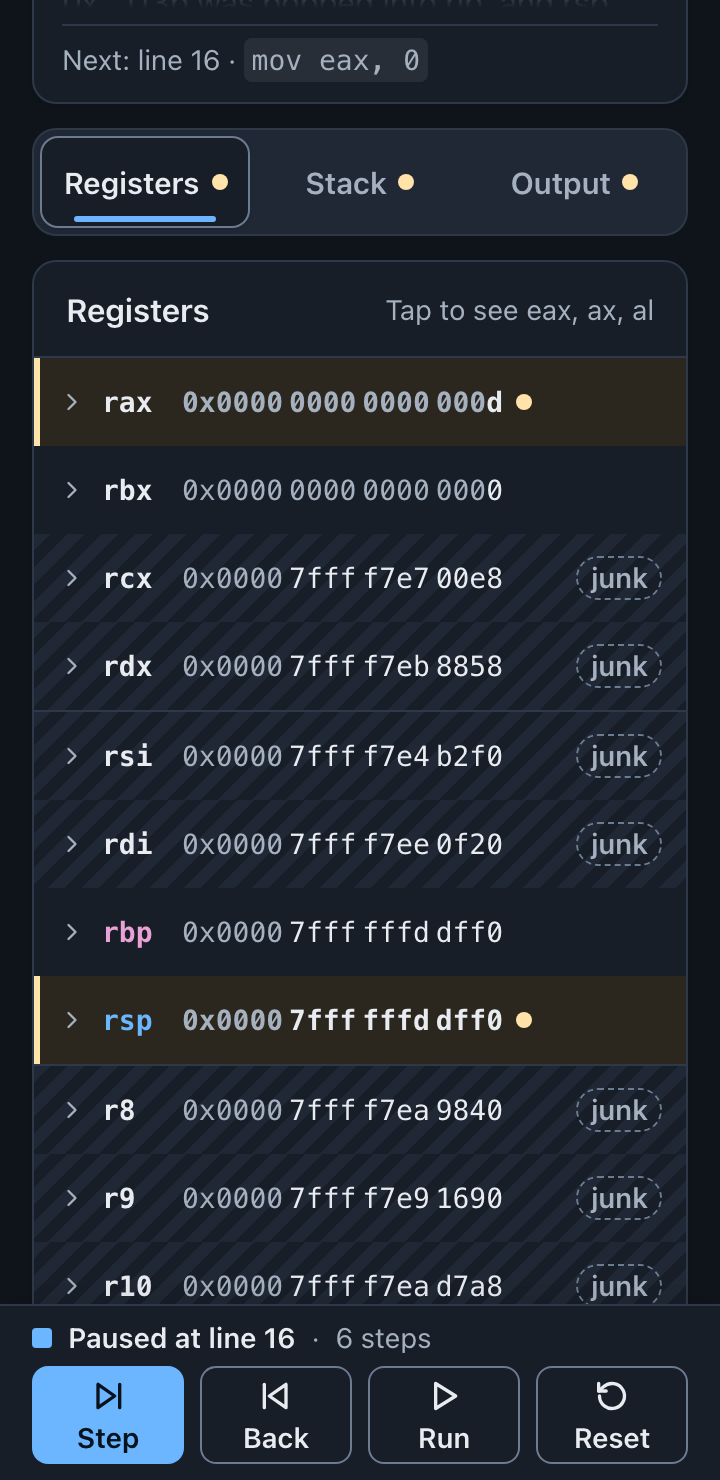 Next: line 16 · mov eax, 0
Registers Stack Output
Registers Tap to see eax, ax, al
rax 0x0000 0000 0000 000d
rbx 0x0000 0000 0000 0000
rcx 0x0000 7fff f7e7 00e8 junk
rdx 0x0000 7fff f7eb 8858 junk
rsi 0x0000 7fff f7e4 b2f0 junk
rdi 0x0000 7fff f7ee 0f20 junk
rbp 0x0000 7fff fffd dff0
rsp 0x0000 7fff fffd dff0
r8 0x0000 7fff f7ea 9840 junk
r9 0x0000 7fff f7e9 1690 junk
r10 0x0000 7fff f7ea d7a8 junk
Paused at line 16 · 6 steps
Step Back Run Reset